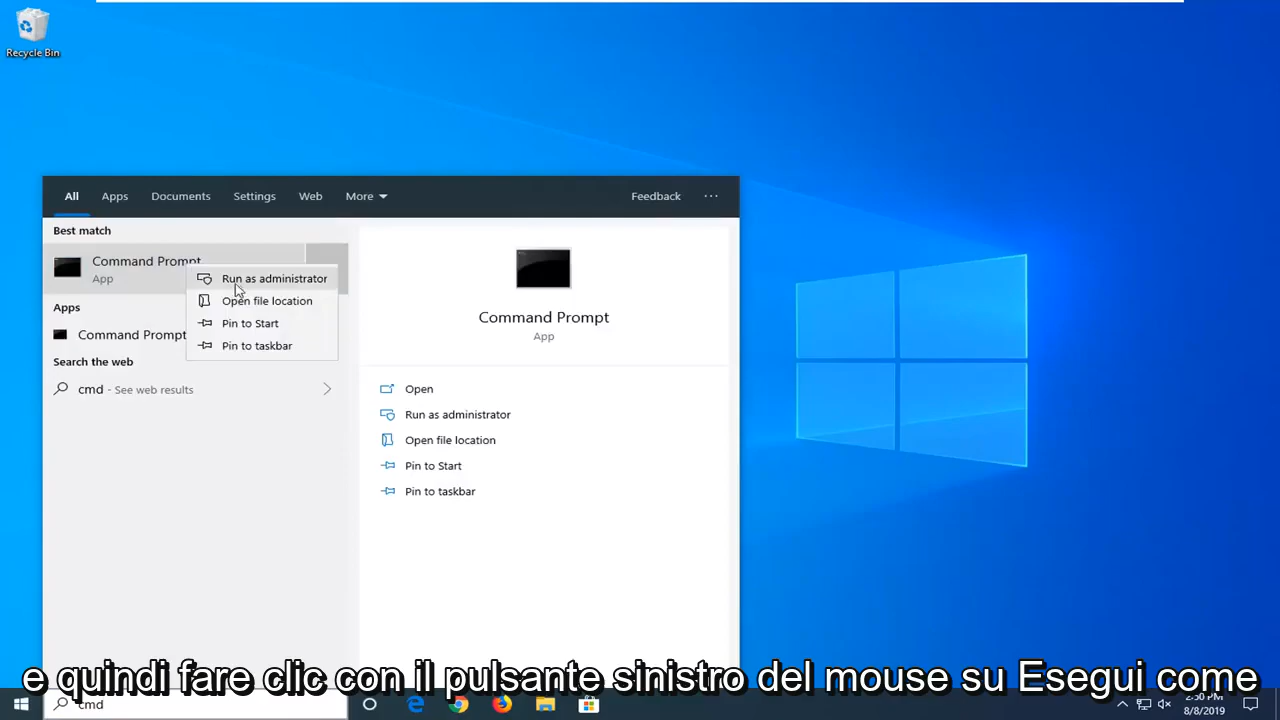 Recycle Bin
All Apps Documents Settings Web More Feedback ...
Best match
Command Prompt
App
Run as administrator
Open file location
Pin to Start
Pin to taskbar
Apps
Command Prompt
Search the web
cmd - See web results
Command Prompt
App
Open
Run as administrator
Open file location
Pin to Start
Pin to taskbar
e quindi fare clic con il pulsante sinistro del mouse su Esegui come
cmd
2:50 PM
8/8/2019